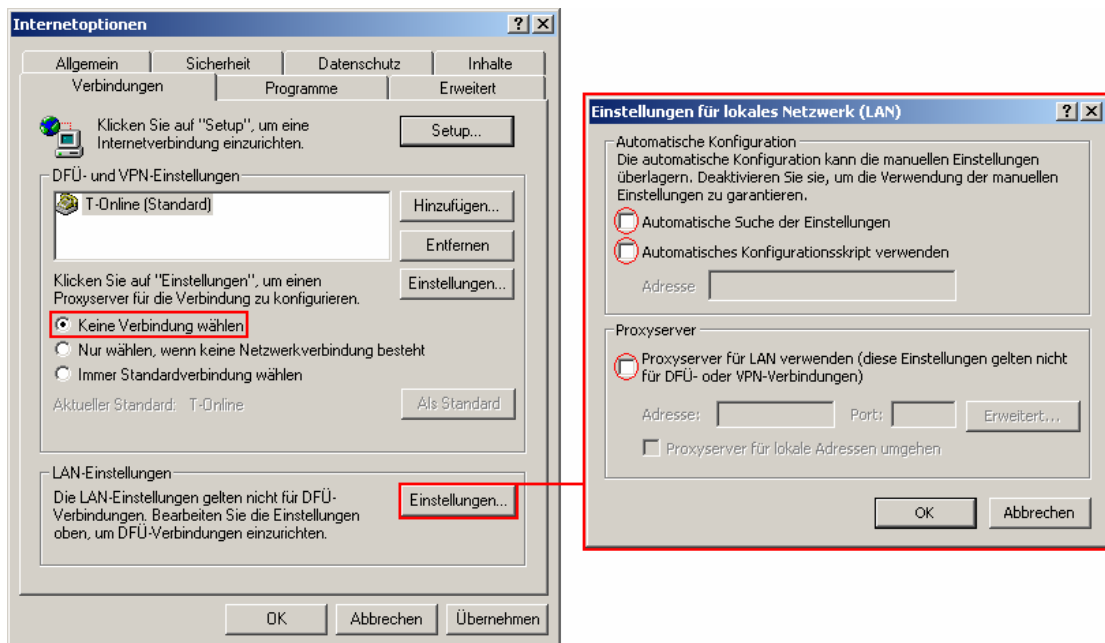 Internetoptionen
Allgemein Sicherheit Datenschutz Inhalte
Verbindungen Programme Erweitert
Klicken Sie auf "Setup", um eine
Internetverbindung einzurichten.
Setup...
DFÜ- und VPN-Einstellungen
T-Online (Standard)
Hinzufügen...
Entfernen
Klicken Sie auf "Einstellungen", um einen
Proxyserver für die Verbindung zu konfigurieren.
Einstellungen...
Keine Verbindung wählen
Nur wählen, wenn keine Netzwerkverbindung besteht
Immer Standardverbindung wählen
Aktueller Standard: T-Online
Als Standard
LAN-Einstellungen
Die LAN-Einstellungen gelten nicht für DFÜ-
Verbindungen. Bearbeiten Sie die Einstellungen
oben, um DFÜ-Verbindungen einzurichten.
Einstellungen...
OK Abbrechen Übernehmen
Einstellungen für lokales Netzwerk (LAN)
Automatische Konfiguration
Die automatische Konfiguration kann die manuellen Einstellungen
überlagern. Deaktivieren Sie sie, um die Verwendung der manuellen
Einstellungen zu garantieren.
Automatische Suche der Einstellungen
Automatisches Konfigurationsskript verwenden
Adresse
Proxyserver
Proxyserver für LAN verwenden (diese Einstellungen gelten nicht
für DFÜ- oder VPN-Verbindungen)
Adresse: Port: Erweitert...
Proxyserver für lokale Adressen umgehen
OK Abbrechen